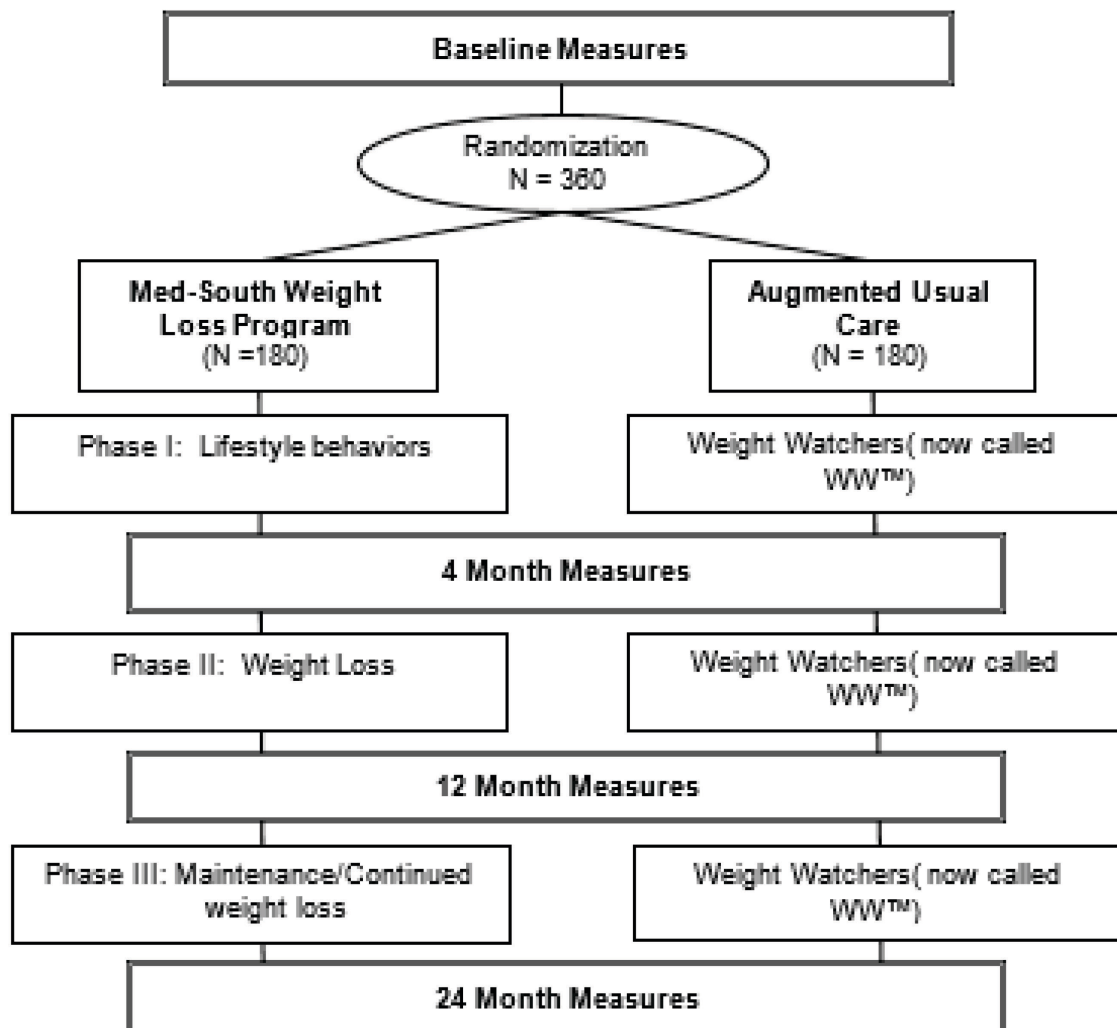 Baseline Measures
Randomization
N = 360
Med-South Weight
Loss Program
(N =180)
Augmented Usual
Care
(N = 180)
Phase I: Lifestyle behaviors
Weight Watchers( now called
WW™)
4 Month Measures
Phase II: Weight Loss
Weight Watchers( now called
WW™)
12 Month Measures
Phase III: Maintenance/Continued
weight loss
Weight Watchers( now called
WW™)
24 Month Measures